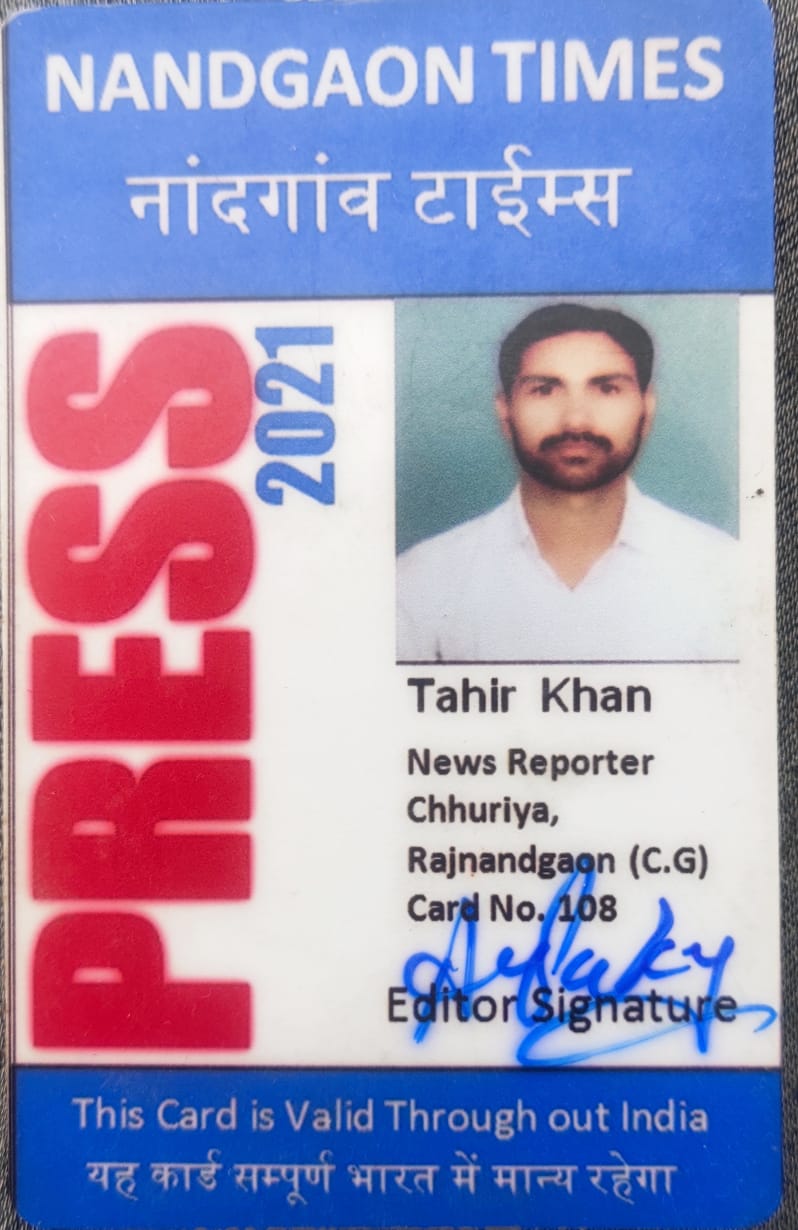 NANDGAON TIMES
नांदगांव टाईम्स
PRESS
2021
Tahir Khan
News Reporter
Chhuriya,
Rajnandgaon (C.G)
Card No. 108
Editor Signature
This Card is Valid Through out India
यह कार्ड सम्पूर्ण भारत में मान्य रहेगा